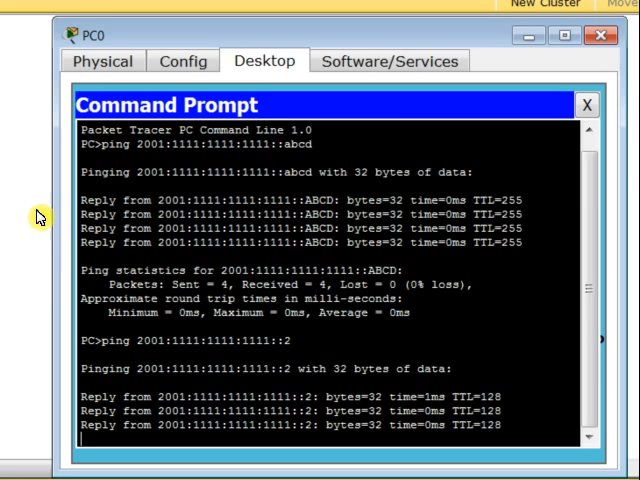 New Cluster
Move
PC0
Physical
Config
Desktop
Software/Services
Command Prompt
X
Packet Tracer PC Command Line 1.0
PC>ping 2001:1111:1111:1111::abcd
Pinging 2001:1111:1111:1111::abcd with 32 bytes of data:
Reply from 2001:1111:1111:1111::ABCD: bytes=32 time=0ms TTL=255
Reply from 2001:1111:1111:1111::ABCD: bytes=32 time=0ms TTL=255
Reply from 2001:1111:1111:1111::ABCD: bytes=32 time=0ms TTL=255
Reply from 2001:1111:1111:1111::ABCD: bytes=32 time=0ms TTL=255
Ping statistics for 2001:1111:1111:1111::ABCD:
Packets: Sent = 4, Received = 4, Lost = 0 (0% loss),
Approximate round trip times in milli-seconds:
Minimum = 0ms, Maximum = 0ms, Average = 0ms
PC>ping 2001:1111:1111:1111::2
Pinging 2001:1111:1111:1111::2 with 32 bytes of data:
Reply from 2001:1111:1111:1111::2: bytes=32 time=1ms TTL=128
Reply from 2001:1111:1111:1111::2: bytes=32 time=0ms TTL=128
Reply from 2001:1111:1111:1111::2: bytes=32 time=0ms TTL=128